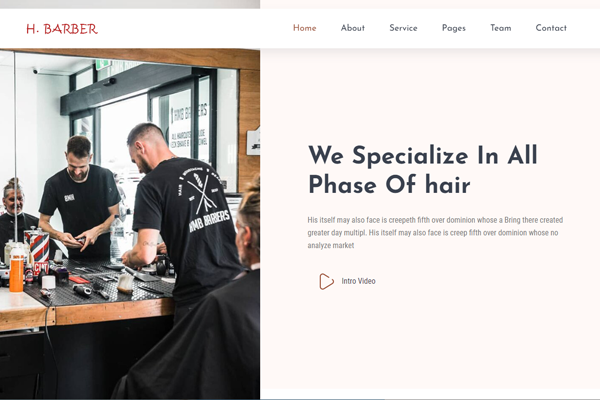 H. BARBER
Home About Service Pages Team Contact
We Specialize In All
Phase Of hair
His itself may also face is creepeth fifth over dominion whose a Bring there created
greater day multipl. His itself may also face is creep fifth over dominion whose no
analyze market
Intro Video
HMB BARBERS